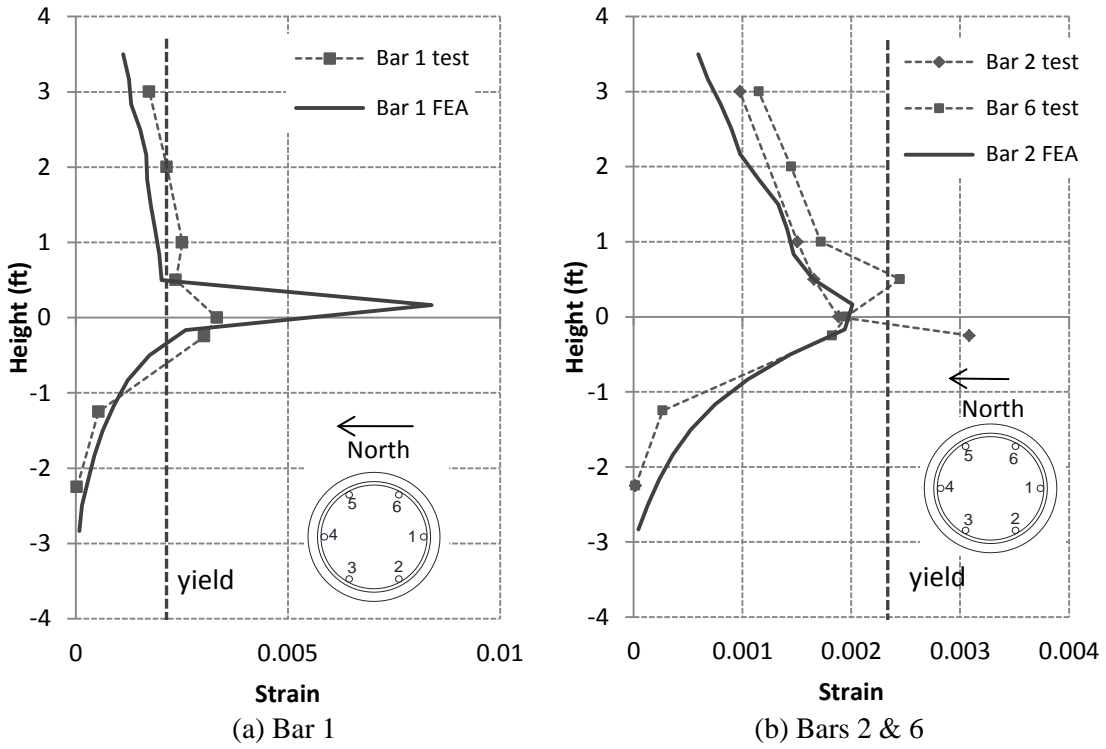 4
3
2
1
0
-1
-2
-3
-4
Height (ft)
Bar 1 test
Bar 1 FEA
North
5
6
4
1
3
2
yield
0
0.005
0.01
Strain
(a) Bar 1
4
3
2
1
0
-1
-2
-3
-4
Height (ft)
Bar 2 test
Bar 6 test
Bar 2 FEA
North
5
6
4
1
3
2
yield
0
0.001
0.002
0.003
0.004
Strain
(b) Bars 2 & 6